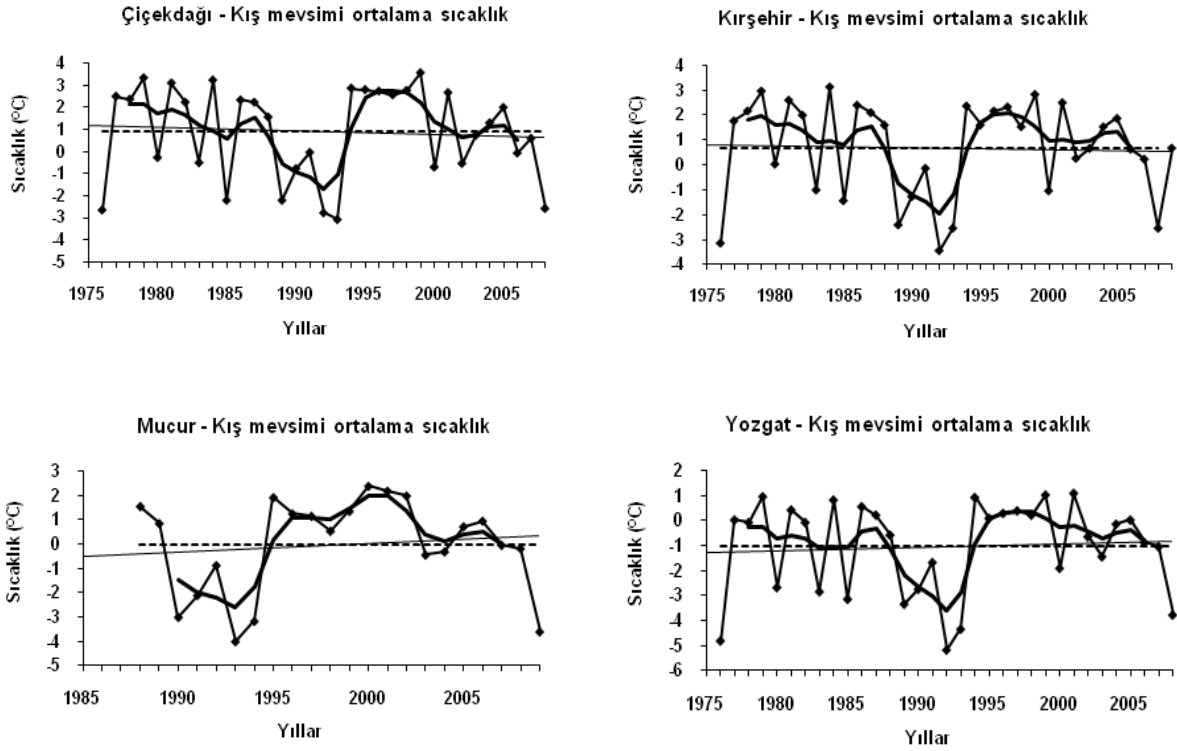 Çiçekdağı - Kış mevsimi ortalama sıcaklık
Sıcaklık (°C)
4
3
2
1
0
-1
-2
-3
-4
-5
1975 1980 1985 1990 1995 2000 2005
Yıllar
Kırşehir - Kış mevsimi ortalama sıcaklık
Sıcaklık (°C)
4
3
2
1
0
-1
-2
-3
-4
1975 1980 1985 1990 1995 2000 2005
Yıllar
Mucur - Kış mevsimi ortalama sıcaklık
Sıcaklık (°C)
3
2
1
0
-1
-2
-3
-4
-5
1985 1990 1995 2000 2005
Yıllar
Yozgat - Kış mevsimi ortalama sıcaklık
Sıcaklık (°C)
2
1
0
-1
-2
-3
-4
-5
-6
1975 1980 1985 1990 1995 2000 2005
Yıllar